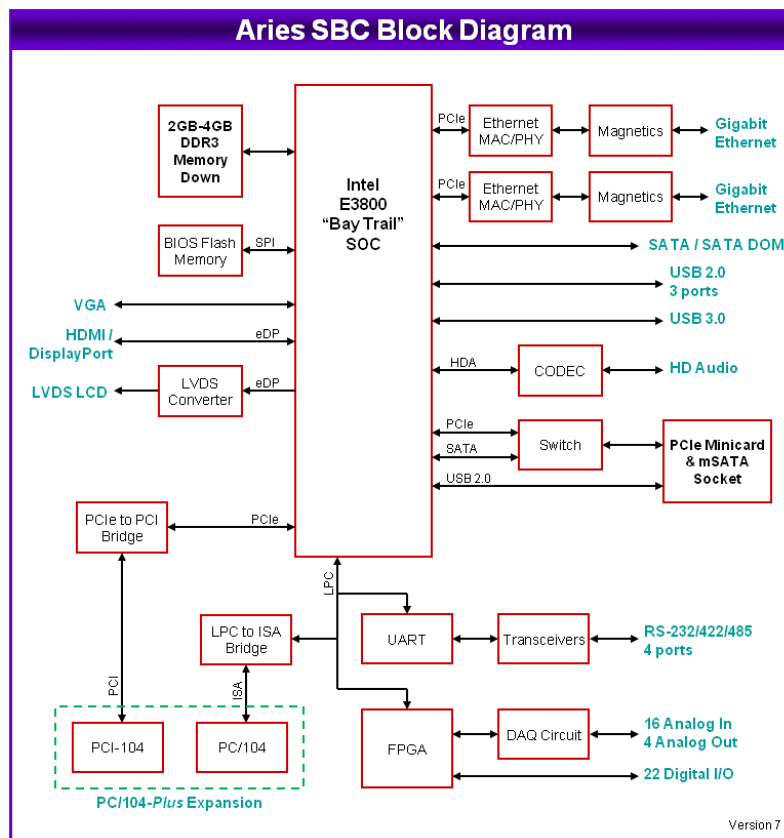 Aries SBC Block Diagram
2GB-4GB
DDR3
Memory
Down
Intel
E3800
“Bay Trail”
SOC
PCIe
Ethernet
MAC/PHY
Magnetics
Gigabit
Ethernet
PCIe
Ethernet
MAC/PHY
Magnetics
Gigabit
Ethernet
BIOS Flash
Memory
SPI
SATA / SATA DOM
USB 2.0
3 ports
VGA
USB 3.0
HDMI /
DisplayPort
eDP
LVDS LCD
LVDS
Converter
eDP
HDA
CODEC
HD Audio
PCIe
SATA
USB 2.0
Switch
PCIe Minicard
& mSATA
Socket
PCIe to PCI
Bridge
PCIe
LPC
LPC to ISA
Bridge
UART
Transceivers
RS-232/422/485
4 ports
PCI
ISA
PCI-104
PC/104
FPGA
DAQ Circuit
16 Analog In
4 Analog Out
22 Digital I/O
PC/104-Plus Expansion
Version 7